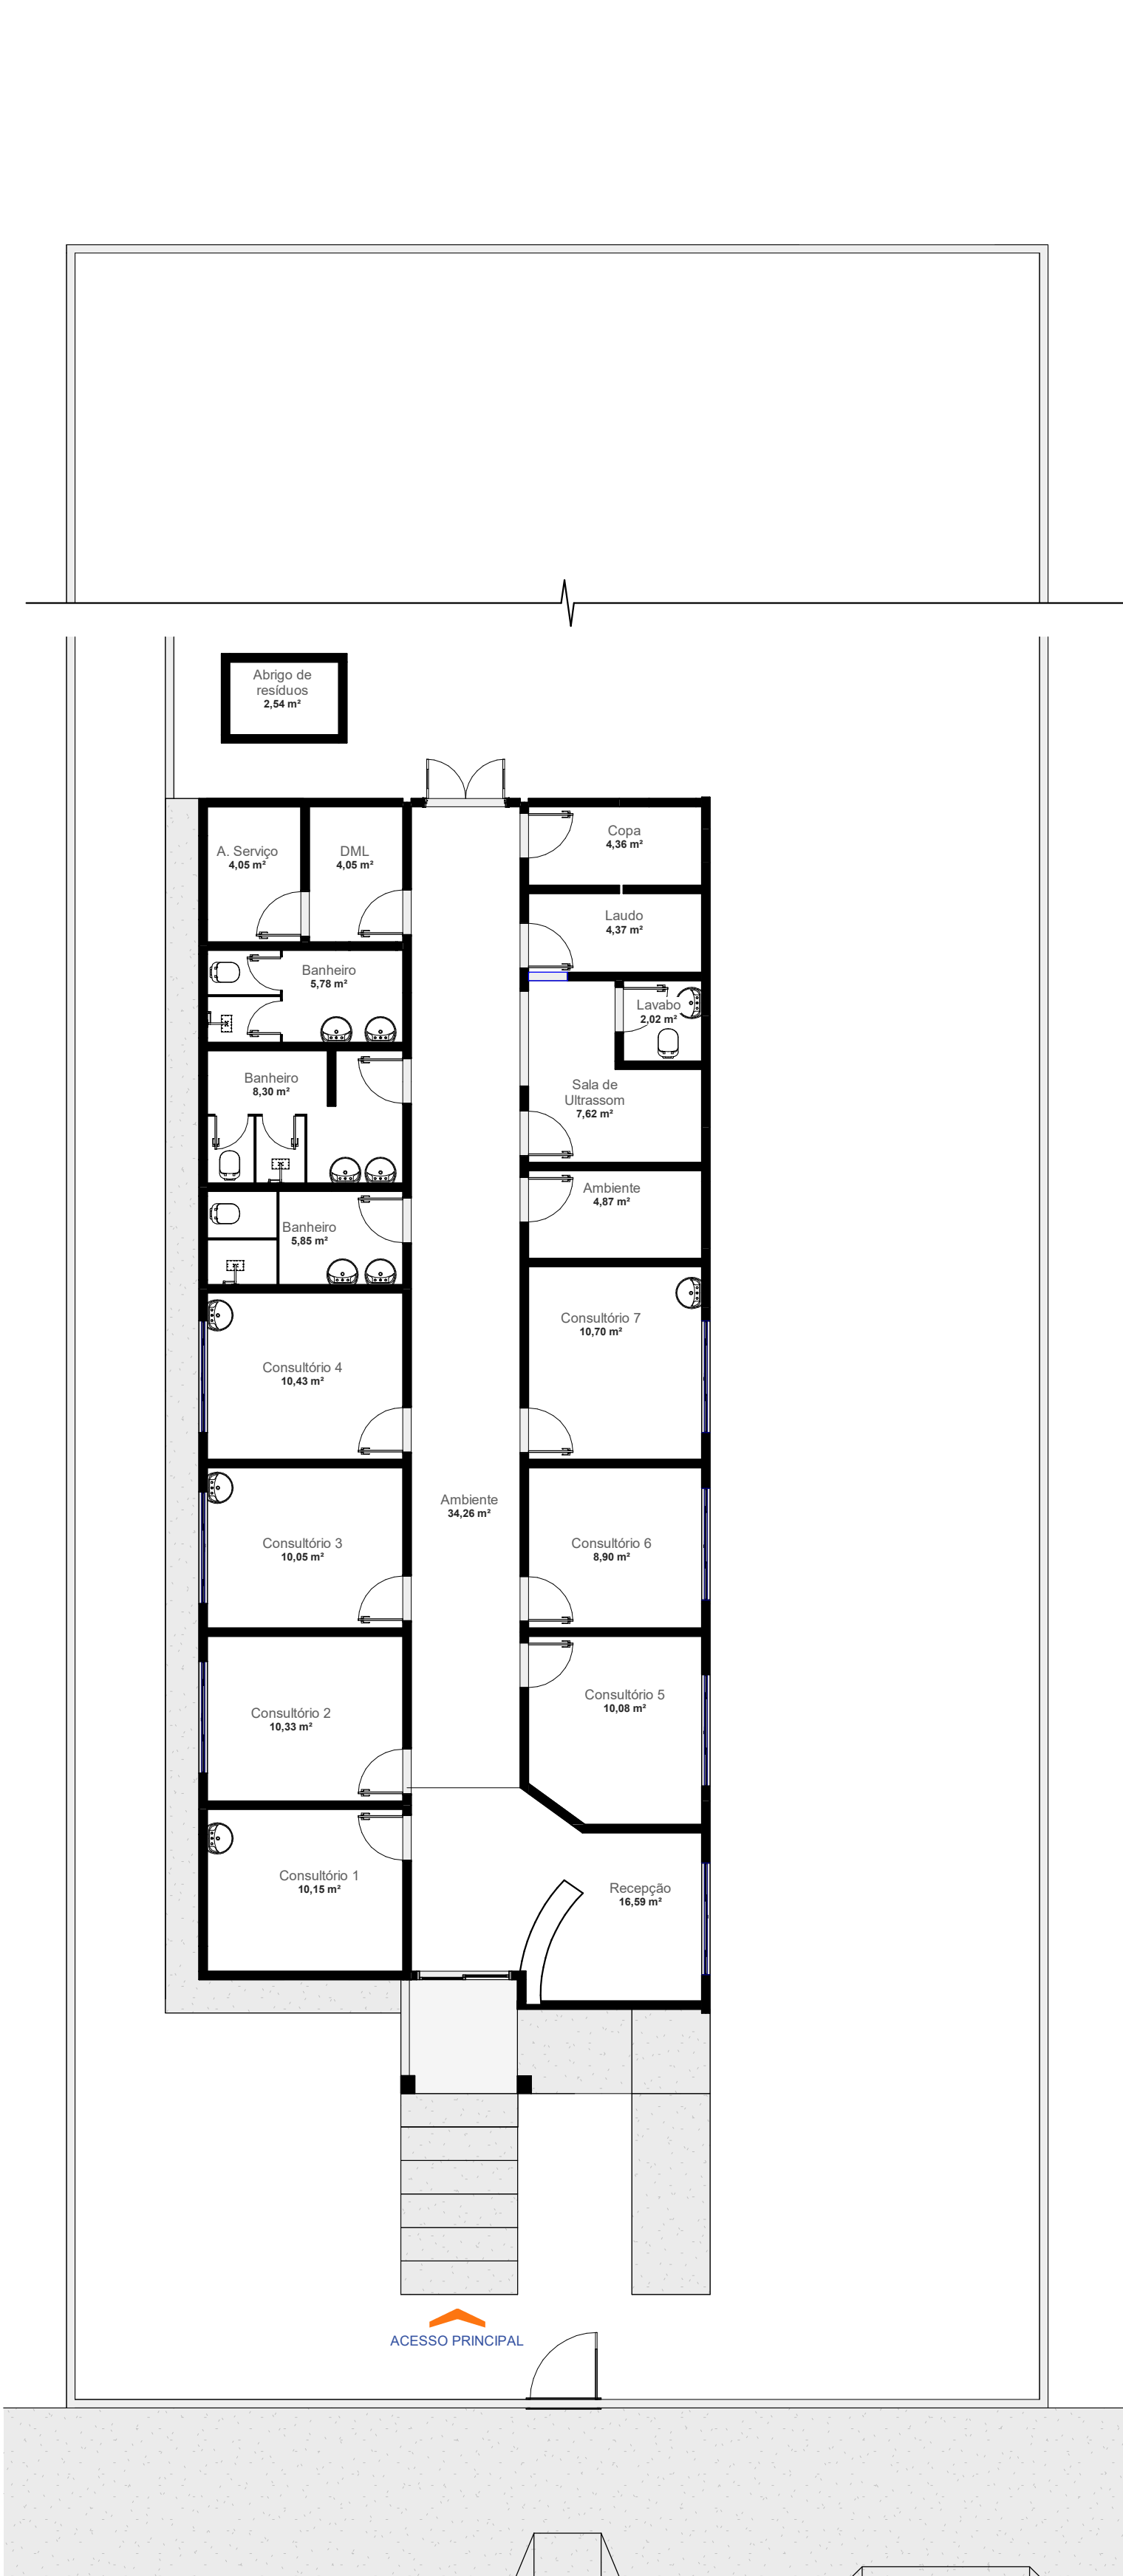 Abrigo de
resíduos
2,54 m²
A. Serviço
4,05 m²
DML
4,05 m²
Copa
4,36 m²
Laudo
4,37 m²
Banheiro
5,78 m²
Lavabo
2,02 m²
Banheiro
8,30 m²
Sala de
Ultrassom
7,62 m²
Ambiente
4,87 m²
Banheiro
5,85 m²
Consultório 7
10,70 m²
Consultório 4
10,43 m²
Ambiente
34,26 m²
Consultório 3
10,05 m²
Consultório 6
8,90 m²
Consultório 5
10,08 m²
Consultório 2
10,33 m²
Consultório 1
10,15 m²
Recepção
16,59 m²
ACESSO PRINCIPAL